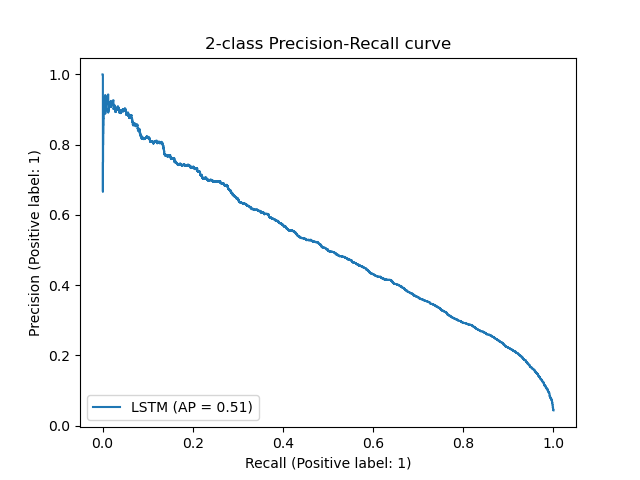 2-class Precision-Recall curve
1.0
0.8
0.6
0.4
0.2
0.0
Precision (Positive label: 1)
LSTM (AP = 0.51)
0.0 0.2 0.4 0.6 0.8 1.0
Recall (Positive label: 1)